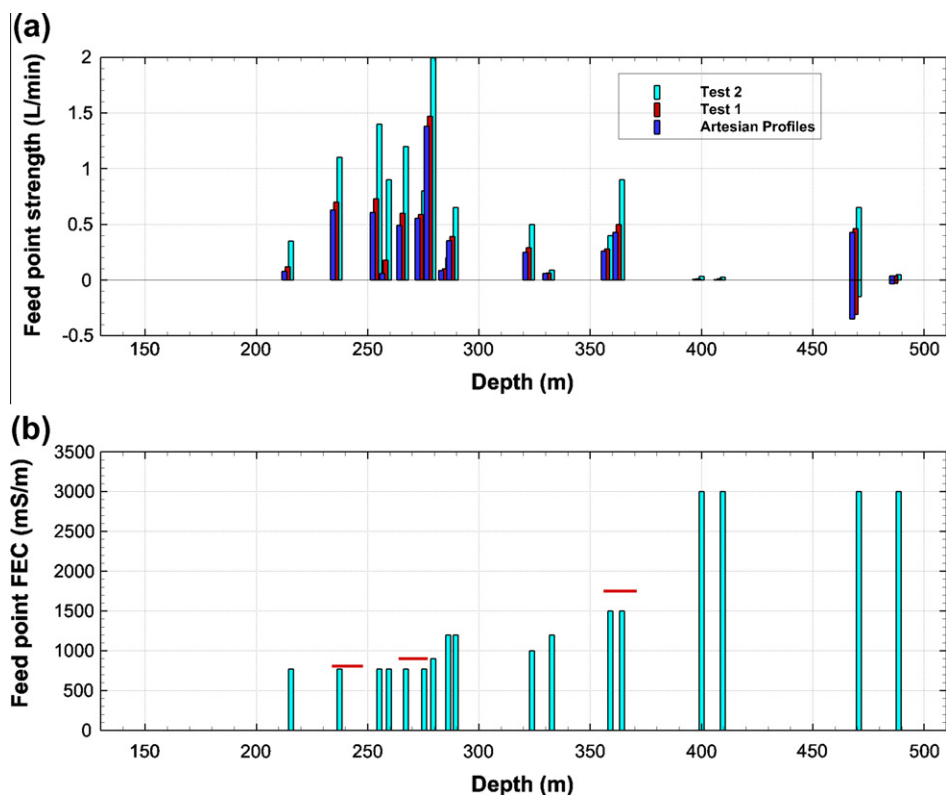 (a)
Feed point strength (L/min)
2
1.5
1
0.5
0
-0.5
Test 2
Test 1
Artesian Profiles
150 200 250 300 350 400 450 500
Depth (m)
(b)
Feed point FEC (mS/m)
3500
3000
2500
2000
1500
1000
500
0
150 200 250 300 350 400 450 500
Depth (m)